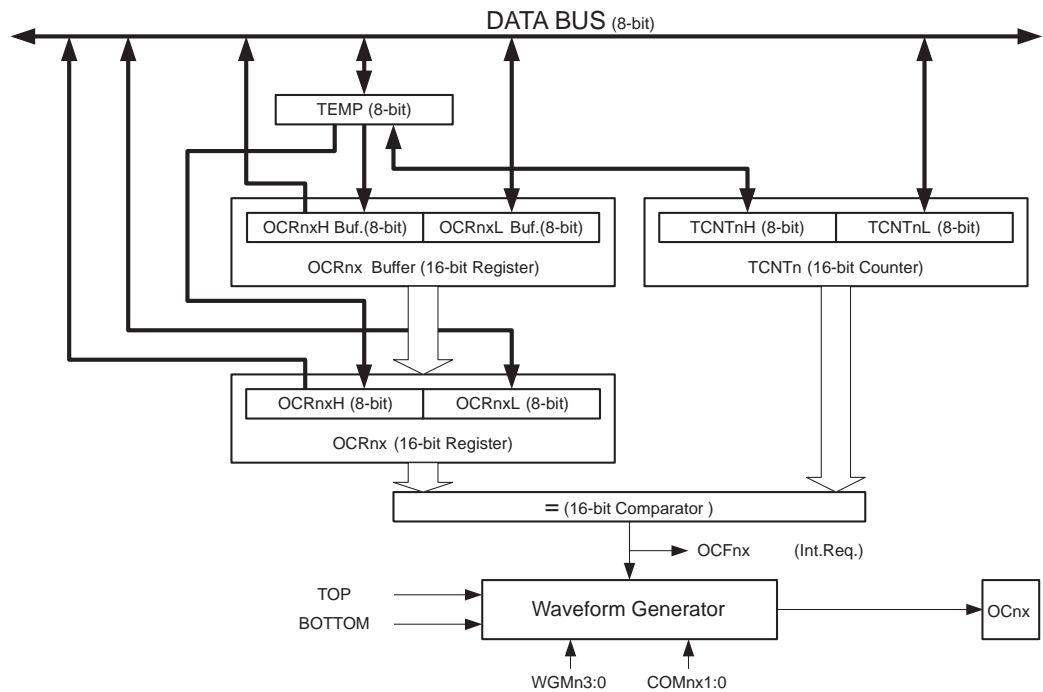 DATA BUS (8-bit)
TEMP (8-bit)
OCRnxH Buf.(8-bit) OCRnxL Buf.(8-bit)
OCRnx Buffer (16-bit Register)
TCNTnH (8-bit) TCNTnL (8-bit)
TCNTn (16-bit Counter)
OCRnxH (8-bit) OCRnxL (8-bit)
OCRnx (16-bit Register)
= (16-bit Comparator )
OCFnx (Int.Req.)
TOP
BOTTOM
Waveform Generator
OCnx
WGMn3:0 COMnx1:0